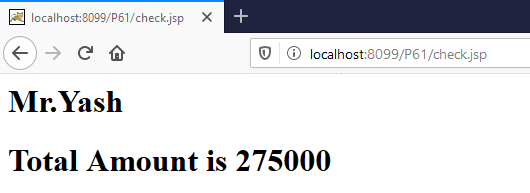 localhost:8099/P61/check.jsp
localhost:8099/P61/check.jsp
Mr.Yash
Total Amount is 275000